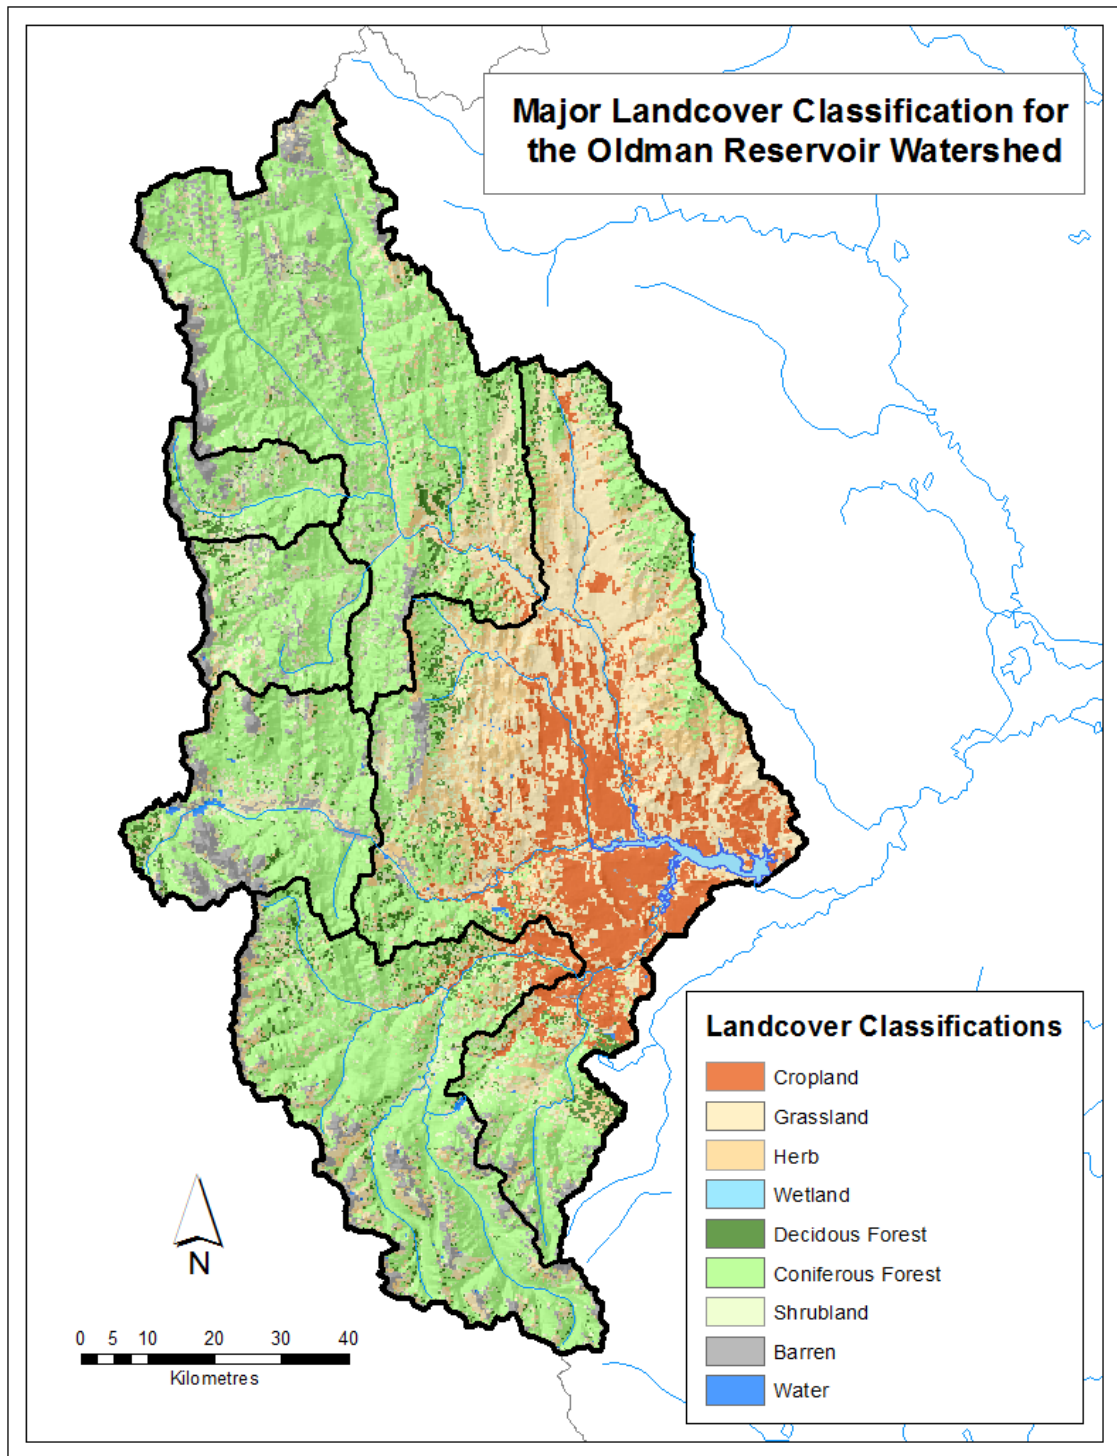 Major Landcover Classification for
the Oldman Reservoir Watershed
Landcover Classifications
Cropland
Grassland
Herb
Wetland
Decidous Forest
Coniferous Forest
Shrubland
Barren
Water
N
0 5 10 20 30 40
Kilometres